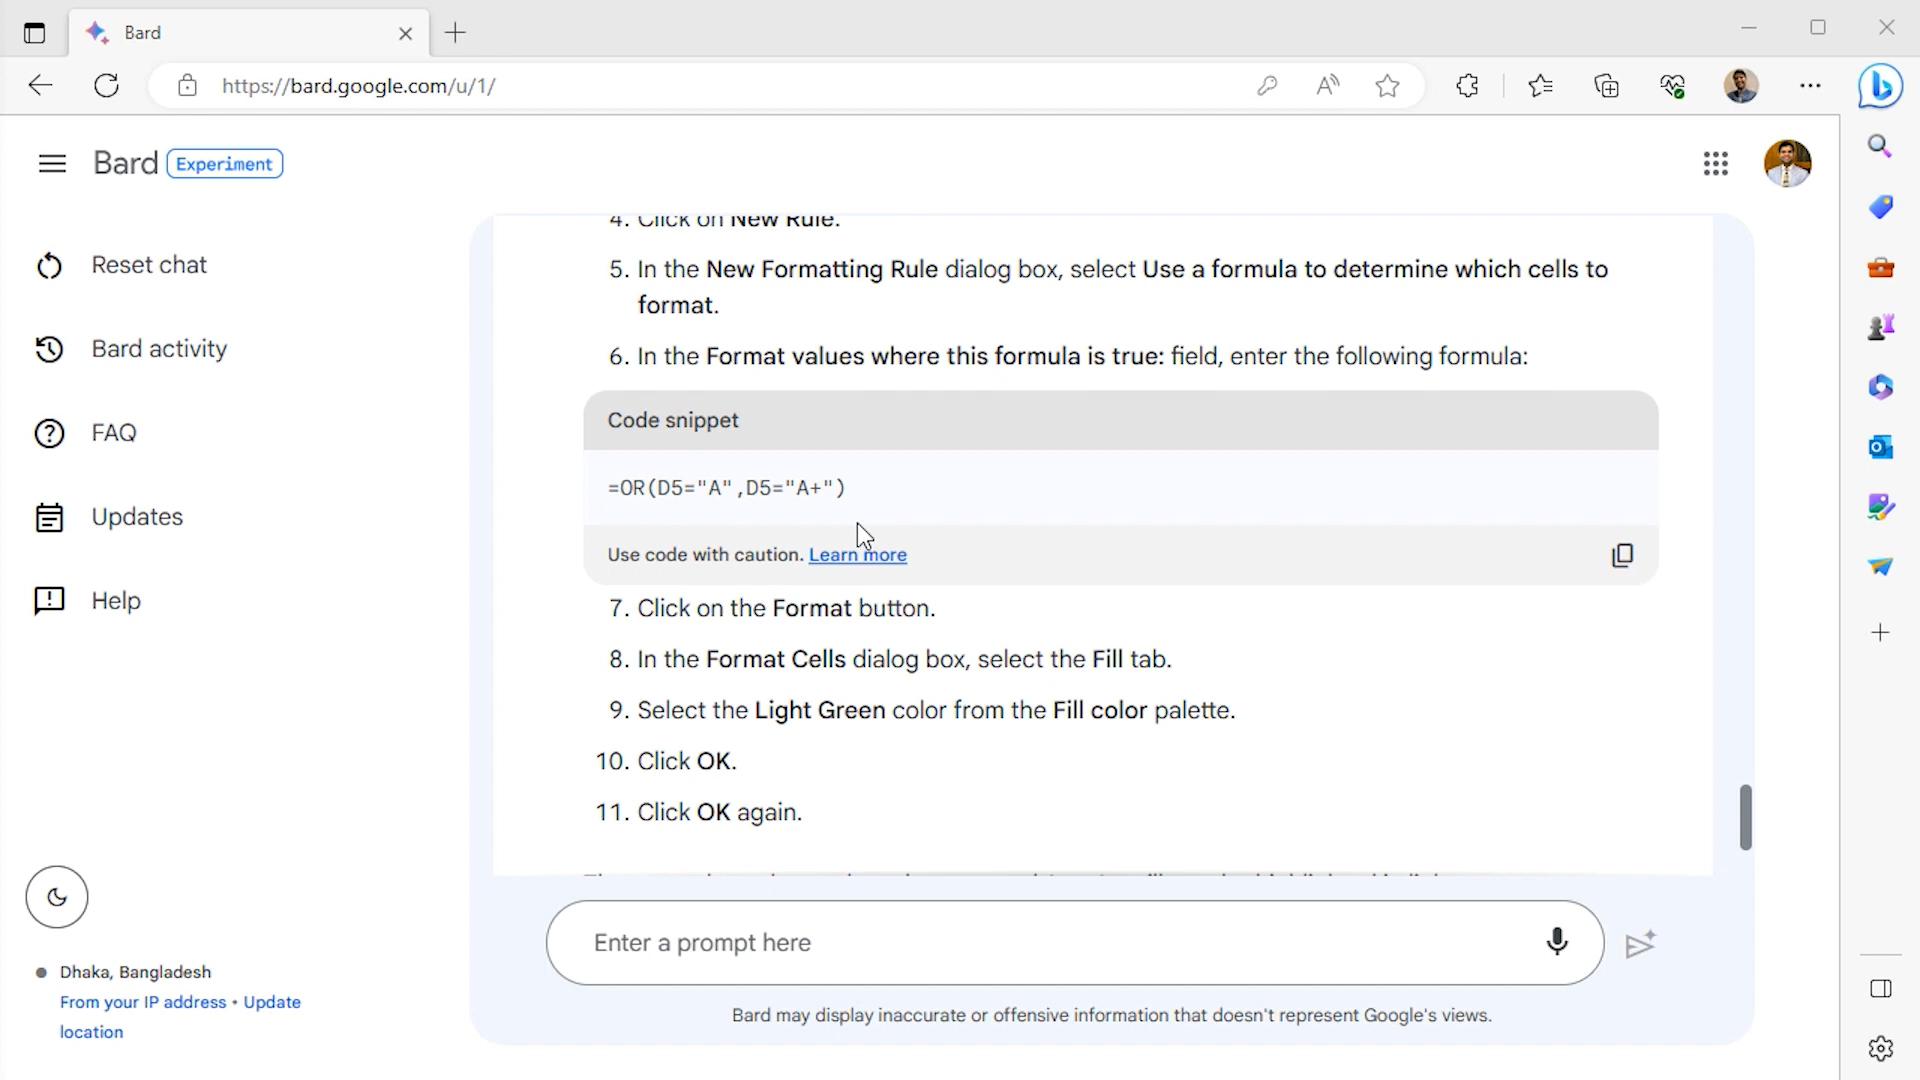 Bard
https://bard.google.com/u/1/
Bard Experiment
Reset chat
Bard activity
FAQ
Updates
Help
Dhaka, Bangladesh
From your IP address • Update
location
4. Click on New Rule.
5. In the New Formatting Rule dialog box, select Use a formula to determine which cells to
format.
6. In the Format values where this formula is true: field, enter the following formula:
Code snippet
=OR(D5="A",D5="A+")
Use code with caution. Learn more
7. Click on the Format button.
8. In the Format Cells dialog box, select the Fill tab.
9. Select the Light Green color from the Fill color palette.
10. Click OK.
11. Click OK again.
Enter a prompt here
Bard may display inaccurate or offensive information that doesn't represent Google's views.